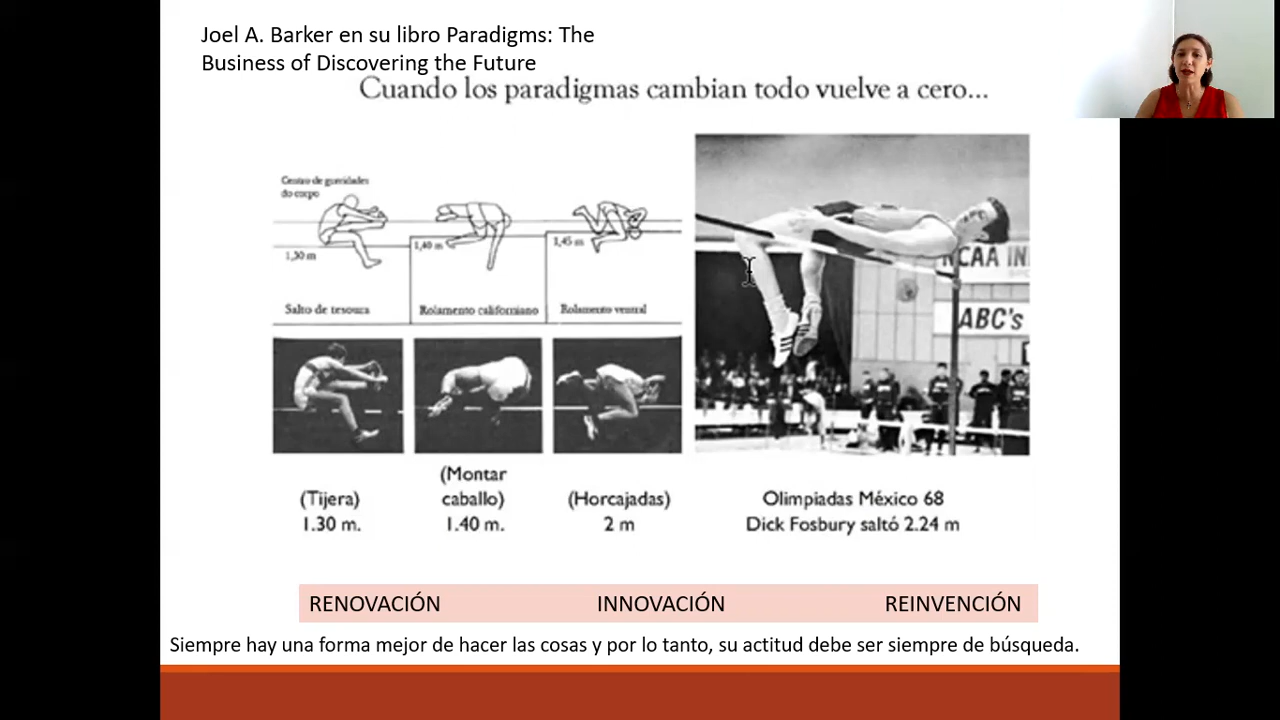 Joel A. Barker en su libro Paradigms: The
Business of Discovering the Future
Cuando los paradigmas cambian todo vuelve a cero...
Centro de gravidades
do corpo
1,30 m
1,40 m
1,45 m
Salto de tesoura
Rolamento californiano
Rolamento ventral
NCAA IN
ABC's
(Tijera)
1.30 m.
(Montar
caballo)
1.40 m.
(Horcajadas)
2 m
Olimpiadas México 68
Dick Fosbury saltó 2.24 m
RENOVACIÓN INNOVACIÓN REINVENCIÓN
Siempre hay una forma mejor de hacer las cosas y por lo tanto, su actitud debe ser siempre de búsqueda.